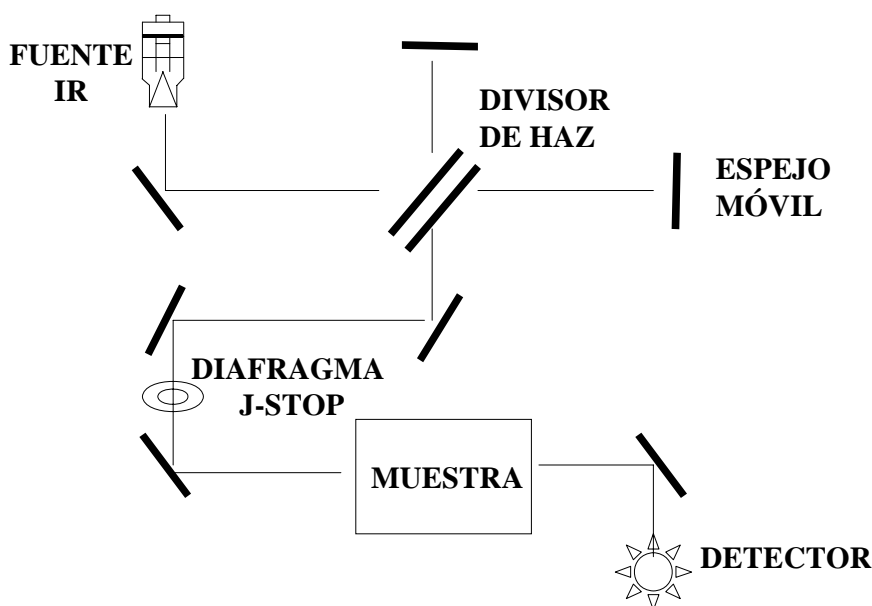 FUENTE
IR
DIVISOR
DE HAZ
ESPEJO
MÓVIL
DIAFRAGMA
J-STOP
MUESTRA
DETECTOR